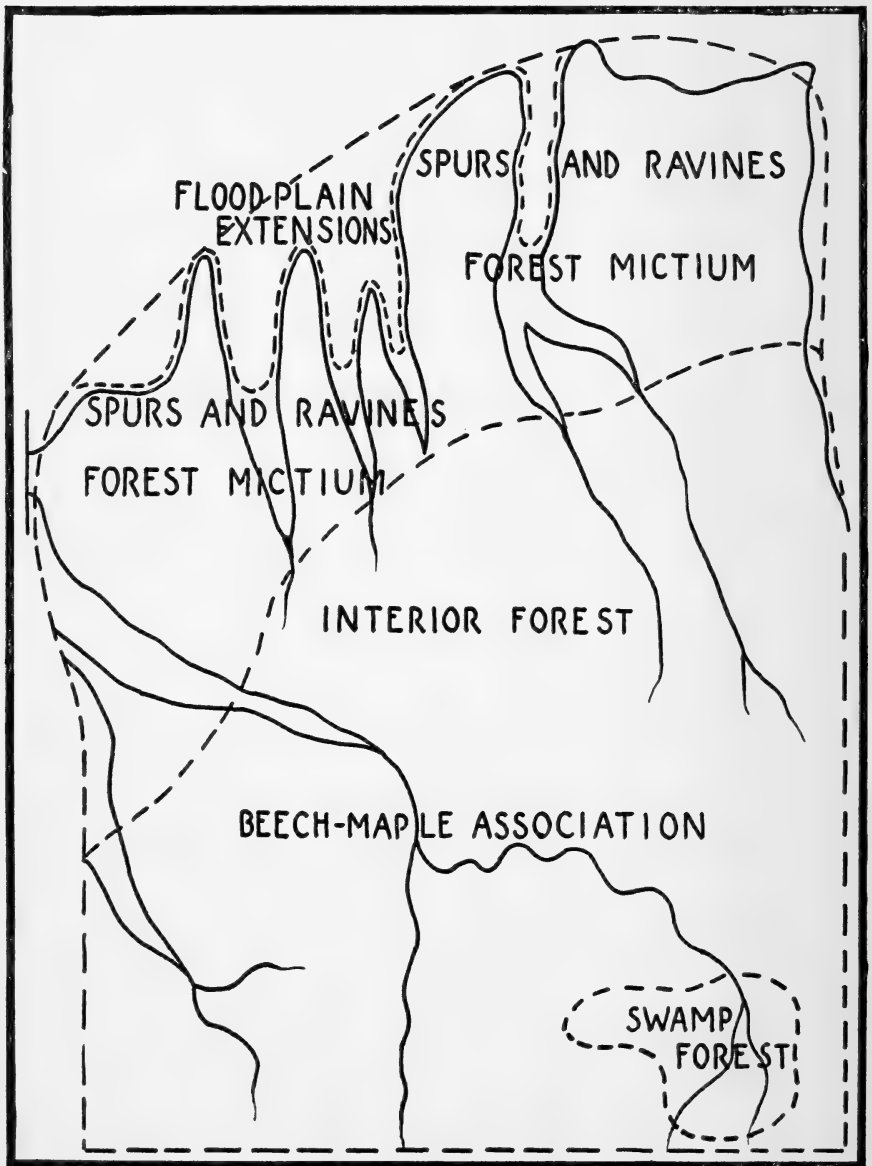 SPURS AND RAVINES
FLOOD-PLAIN
EXTENSIONS
FOREST MICTIUM
SPURS AND RAVINES
FOREST MICTIUM
INTERIOR FOREST
BEECH-MAPLE ASSOCIATION
SWAMP
FOREST